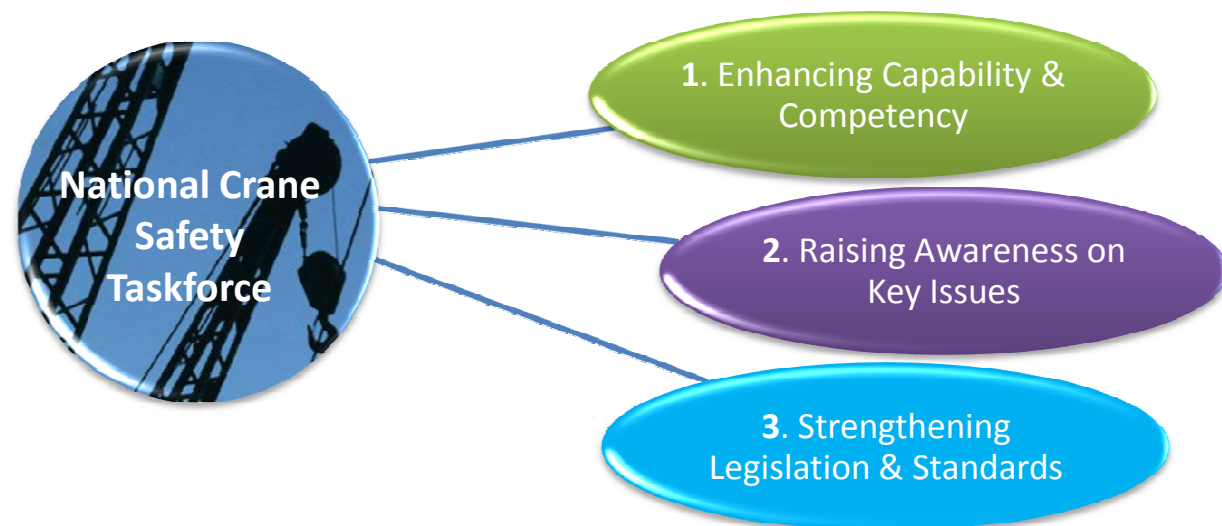 National Crane
Safety
Taskforce
1. Enhancing Capability &
Competency
2. Raising Awareness on
Key Issues
3. Strengthening
Legislation & Standards